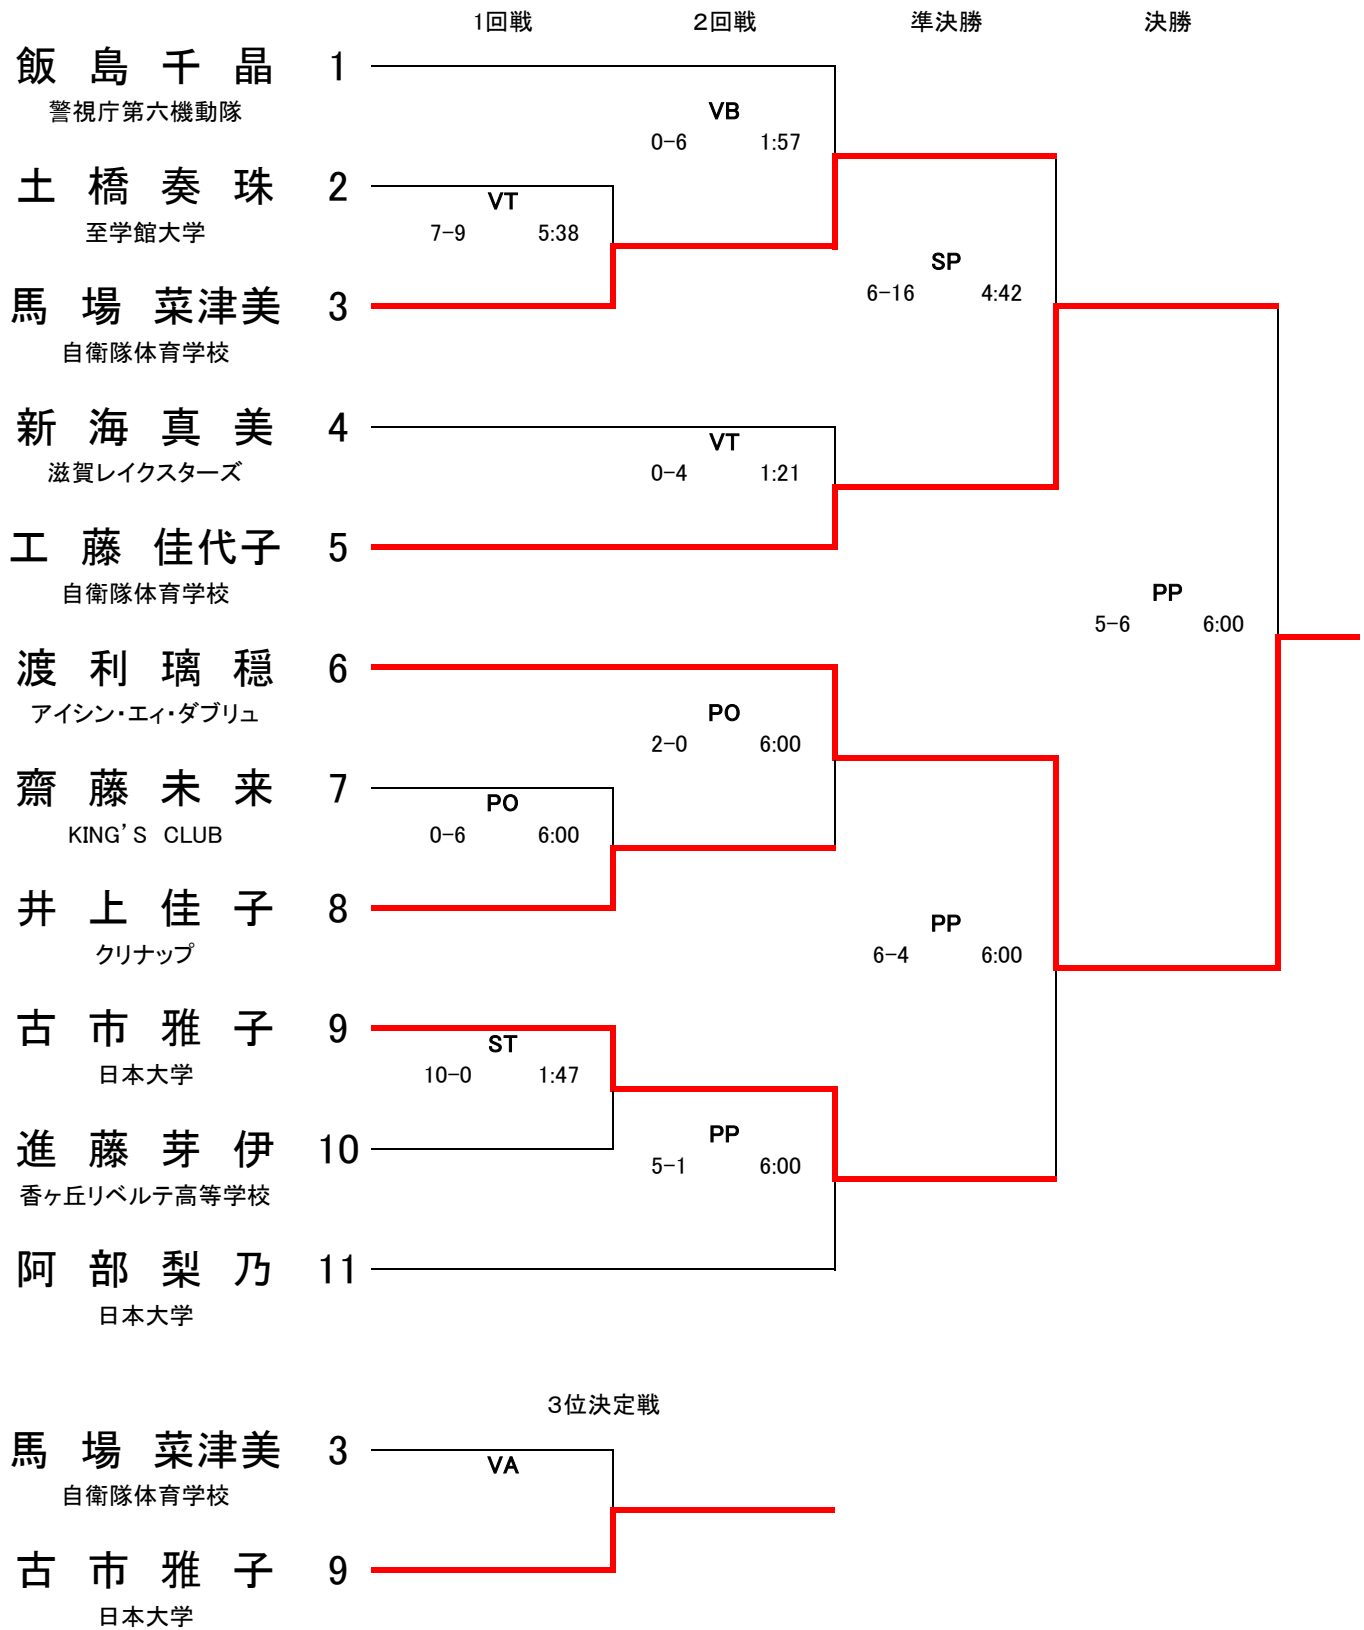 1回戦 2回戦 準決勝 決勝
飯島千晶 1
警視庁第六機動隊
VB
0-6 1:57
土橋奏珠 2
至学館大学
VT
7-9 5:38
馬場菜津美 3
自衛隊体育学校
SP
6-16 4:42
新海真美 4
滋賀レイクスターズ
VT
0-4 1:21
工藤佳代子 5
自衛隊体育学校
PP
5-6 6:00
渡利璃穏 6
アイシン・エィ・ダブリュ
PO
2-0 6:00
齋藤未来 7
KING'S CLUB
PO
0-6 6:00
井上佳子 8
クリナップ
PP
6-4 6:00
古市雅子 9
日本大学
ST
10-0 1:47
進藤芽伊 10
香ヶ丘リベルテ高等学校
PP
5-1 6:00
阿部梨乃 11
日本大学
3位決定戦
馬場菜津美 3
自衛隊体育学校
VA
古市雅子 9
日本大学